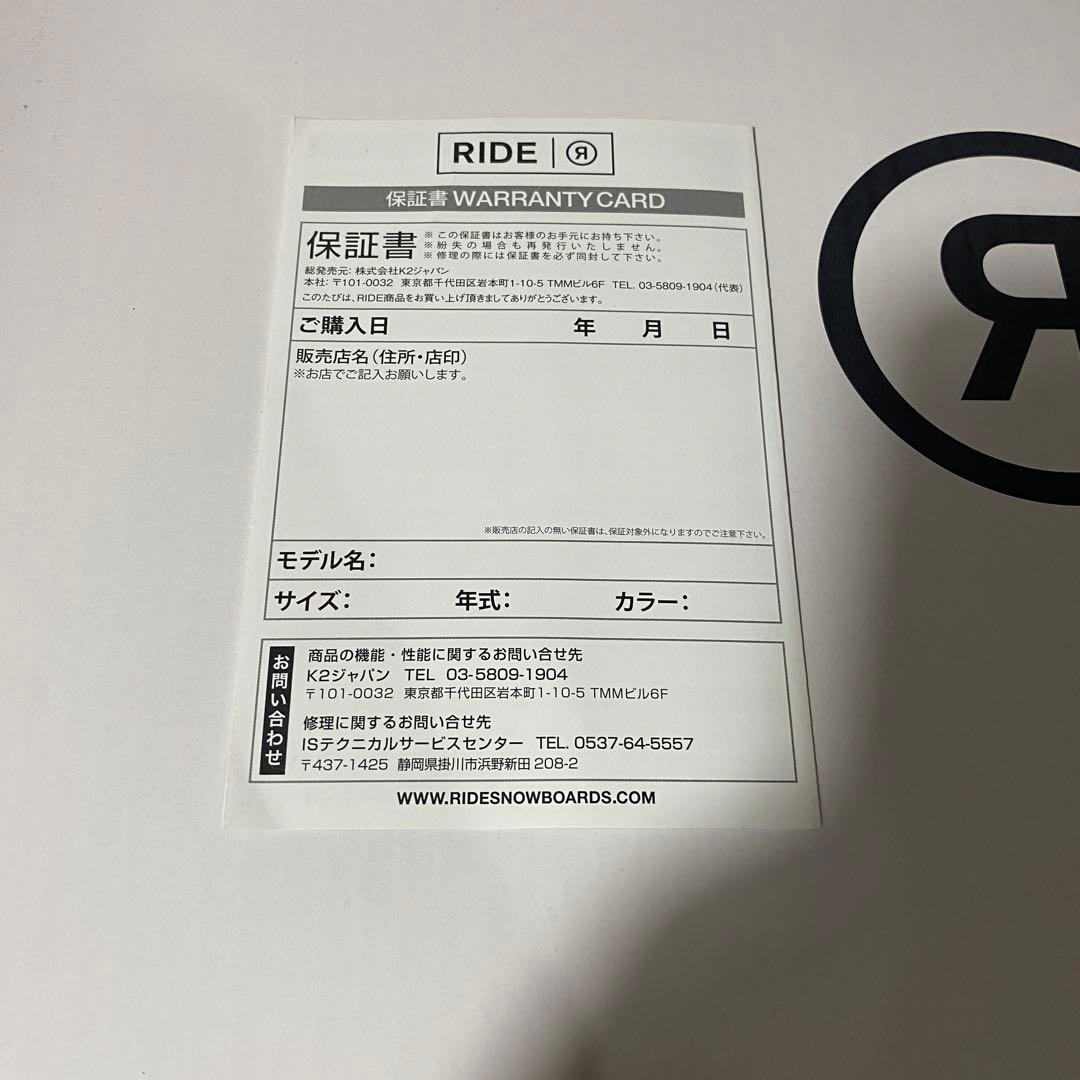 RIDE | Я
保証書 WARRANTY CARD
保証書
※この保証書はお客様のお手元にお持ち下さい。
※紛失の場合も再発行いたしません。
※修理の際には保証書を必ず同封して下さい。
総発売元: 株式会社K2ジャパン
本社: 〒101-0032 東京都千代田区岩本町1-10-5 TMMビル6F TEL. 03-5809-1904(代表)
このたびは、RIDE商品をお買い上げ頂きましてありがとうございます。
ご購入日 年 月 日
販売店名(住所・店印)
※お店でご記入お願いします。
※販売店の記入の無い保証書は、保証対象外になりますのでご注意下さい。
モデル名:
サイズ: 年式: カラー:
お問い合わせ
商品の機能・性能に関するお問い合せ先
K2ジャパン TEL 03-5809-1904
〒101-0032 東京都千代田区岩本町1-10-5 TMMビル6F
修理に関するお問い合せ先
ISテクニカルサービスセンター TEL. 0537-64-5557
〒437-1425 静岡県掛川市浜野新田 208-2
WWW.RIDESNOWBOARDS.COM
Я